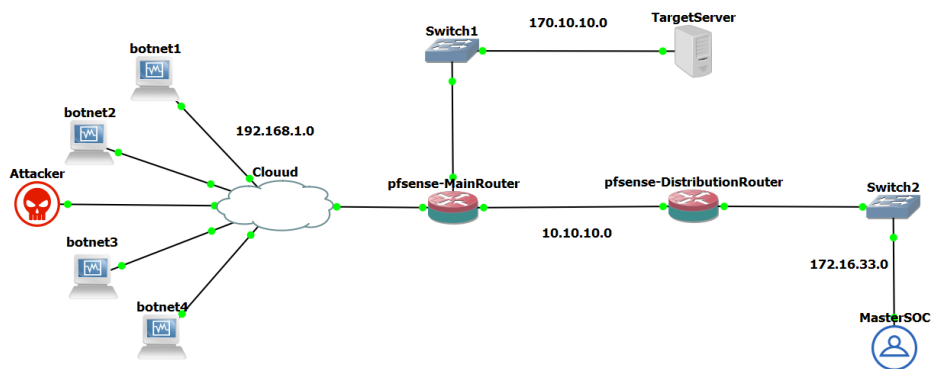 170.10.10.0
TargetServer
Switch1
botnet1
botnet2
192.168.1.0
Attacker
Clouud
pfsense-MainRouter
pfsense-DistributionRouter
Switch2
10.10.10.0
botnet3
172.16.33.0
botnet4
MasterSOC